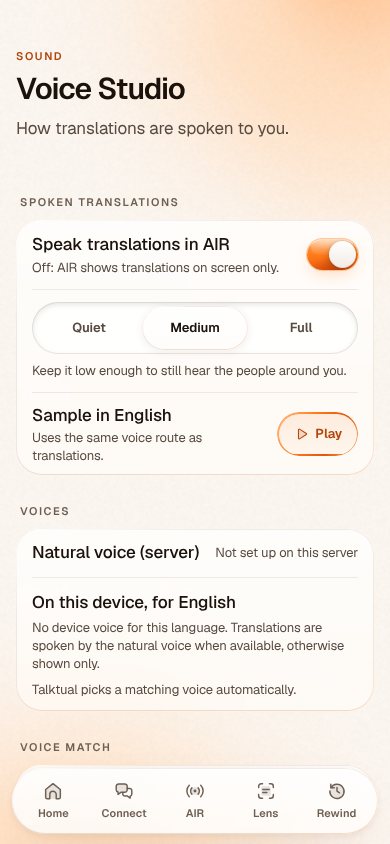 SOUND
Voice Studio
How translations are spoken to you.
SPOKEN TRANSLATIONS
Speak translations in AIR
Off: AIR shows translations on screen only.
Quiet
Medium
Full
Keep it low enough to still hear the people around you.
Sample in English
Uses the same voice route as
translations.
Play
VOICES
Natural voice (server)
Not set up on this server
On this device, for English
No device voice for this language. Translations are
spoken by the natural voice when available, otherwise
shown only.
Talktual picks a matching voice automatically.
VOICE MATCH
Home
Connect
AIR
Lens
Rewind